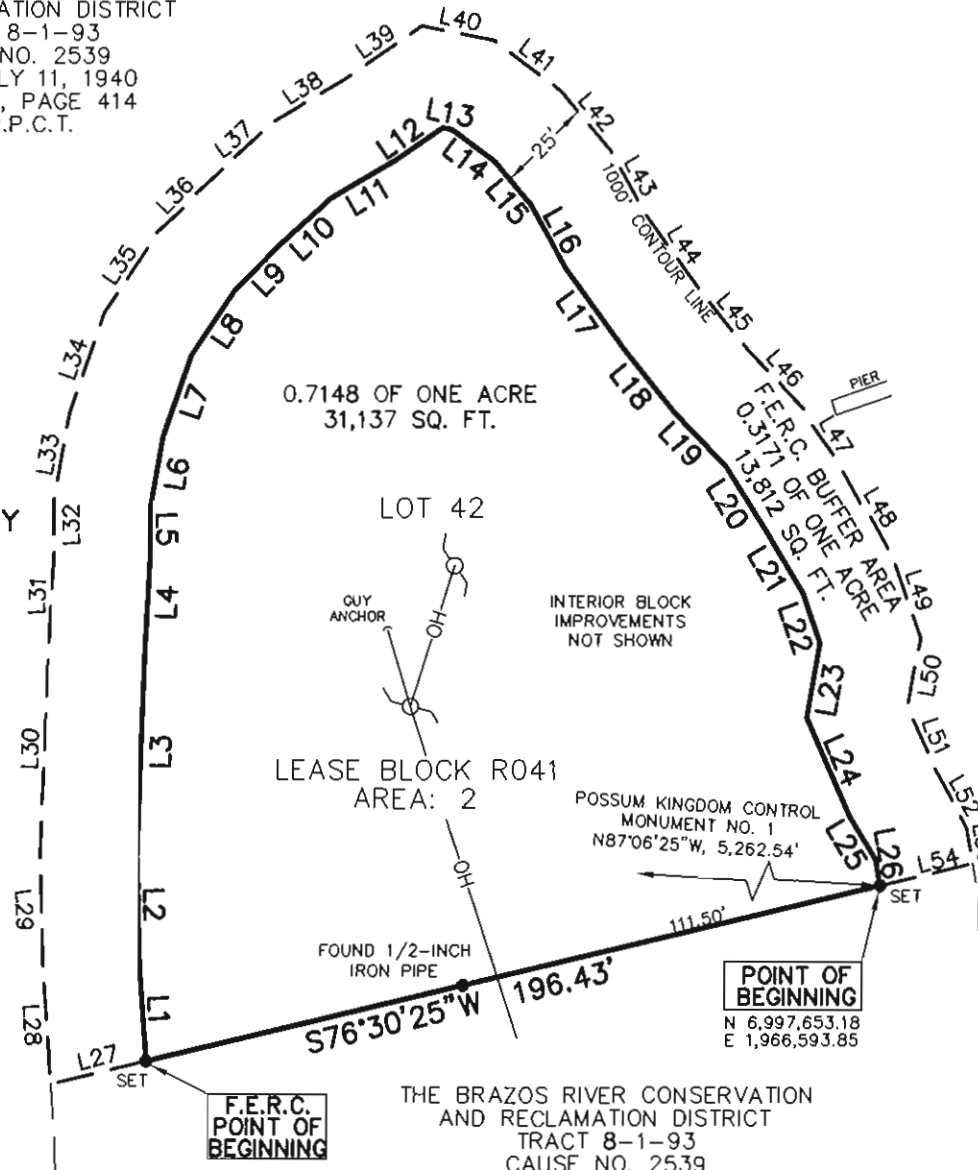 ATION DISTRICT
8-1-93
NO. 2539
LY 11, 1940
, PAGE 414
.P.C.T.
L40
L39
L41
L38
L42
L13
L12
L14
25'
L37
L43
1000' CONTOUR LINE
L15
L36
L11
L16
L44
L10
L35
L9
L45
L17
L8
L34
L46
PIER
0.7148 OF ONE ACRE
31,137 SQ. FT.
L7
L18
L47
F.E.R.C. BUFFER AREA
0.3171 OF ONE ACRE
13,812 SQ. FT.
L33
L19
L6
L48
L32
Y
L5
LOT 42
L20
L31
L4
L21
L49
GUY
ANCHOR
OH
INTERIOR BLOCK
IMPROVEMENTS
NOT SHOWN
L22
L50
L23
L30
L3
L51
LEASE BLOCK R041
AREA: 2
L24
L52
POSSUM KINGDOM CONTROL
MONUMENT NO. 1
N87°06'25"W, 5,262.54'
L25
L26
L54
OH
SET
L29
L2
111.50'
FOUND 1/2-INCH
IRON PIPE
S76°30'25"W 196.43'
POINT OF
BEGINNING
N 6,997,653.18
E 1,966,593.85
L28
L1
L27
SET
F.E.R.C.
POINT OF
BEGINNING
THE BRAZOS RIVER CONSERVATION
AND RECLAMATION DISTRICT
TRACT 8-1-93
CAUSE NO. 2539